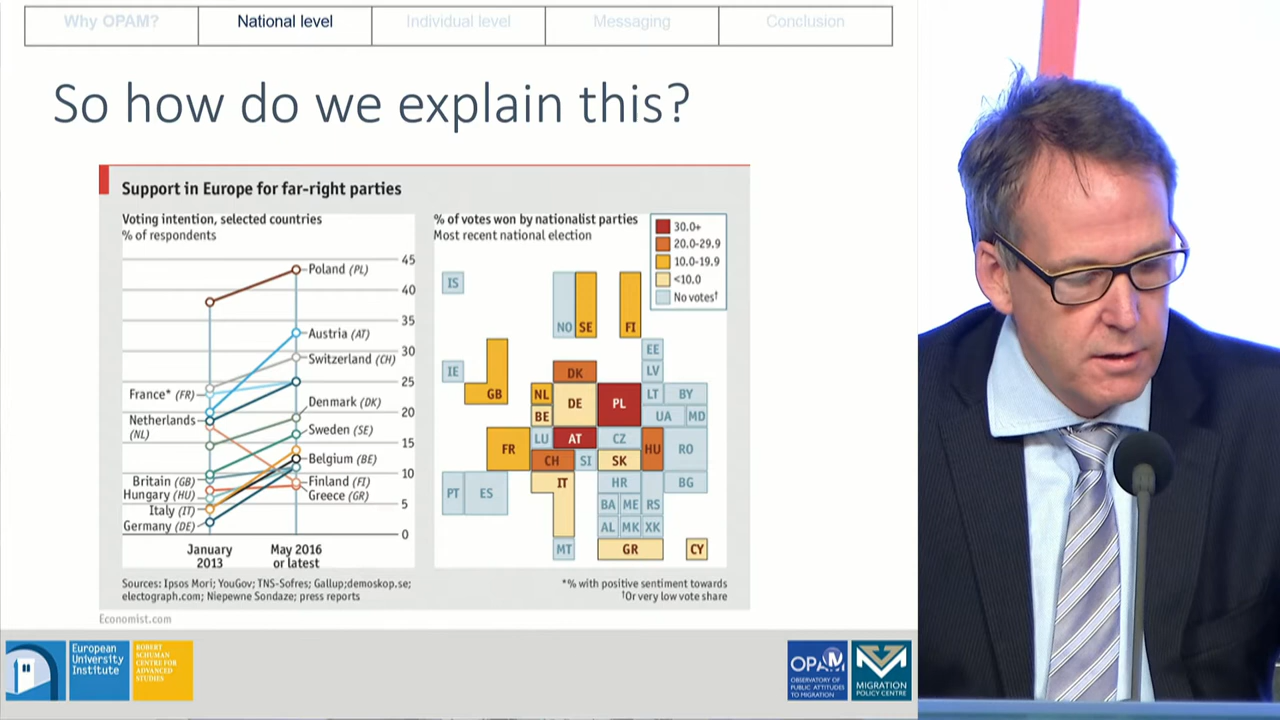 Why OPAM?
National level
Individual level
Messaging
Conclusion
So how do we explain this?
Support in Europe for far-right parties
Voting intention, selected countries
% of respondents
45
Poland (PL)
40
35
Austria (AT)
30
Switzerland (CH)
25
France* (FR)
Denmark (DK)
20
Netherlands
(NL)
Sweden (SE)
15
Belgium (BE)
10
Britain (GB)
Finland (FI)
Hungary (HU)
Greece (GR)
5
Italy (IT)
Germany (DE)
0
January
2013
May 2016
or latest
% of votes won by nationalist parties
Most recent national election
30.0+
20.0-29.9
10.0-19.9
<10.0
No votes†
IS
NO
SE
FI
EE
IE
DK
LV
GB
NL
DE
PL
LT
BY
BE
UA
MD
FR
LU
AT
CZ
HU
RO
CH
SI
SK
PT
ES
IT
HR
BG
BA
ME
RS
AL
MK
XK
MT
GR
CY
Sources: Ipsos Mori; YouGov; TNS-Sofres; Gallup;demoskop.se;
electograph.com; Niepewne Sondaze; press reports
*% with positive sentiment towards
†Or very low vote share
Economist.com
European
University
Institute
ROBERT
SCHUMAN
CENTRE FOR
ADVANCED
STUDIES
OPAM
OBSERVATORY OF
PUBLIC ATTITUDES
TO MIGRATION
MIGRATION
POLICY CENTRE